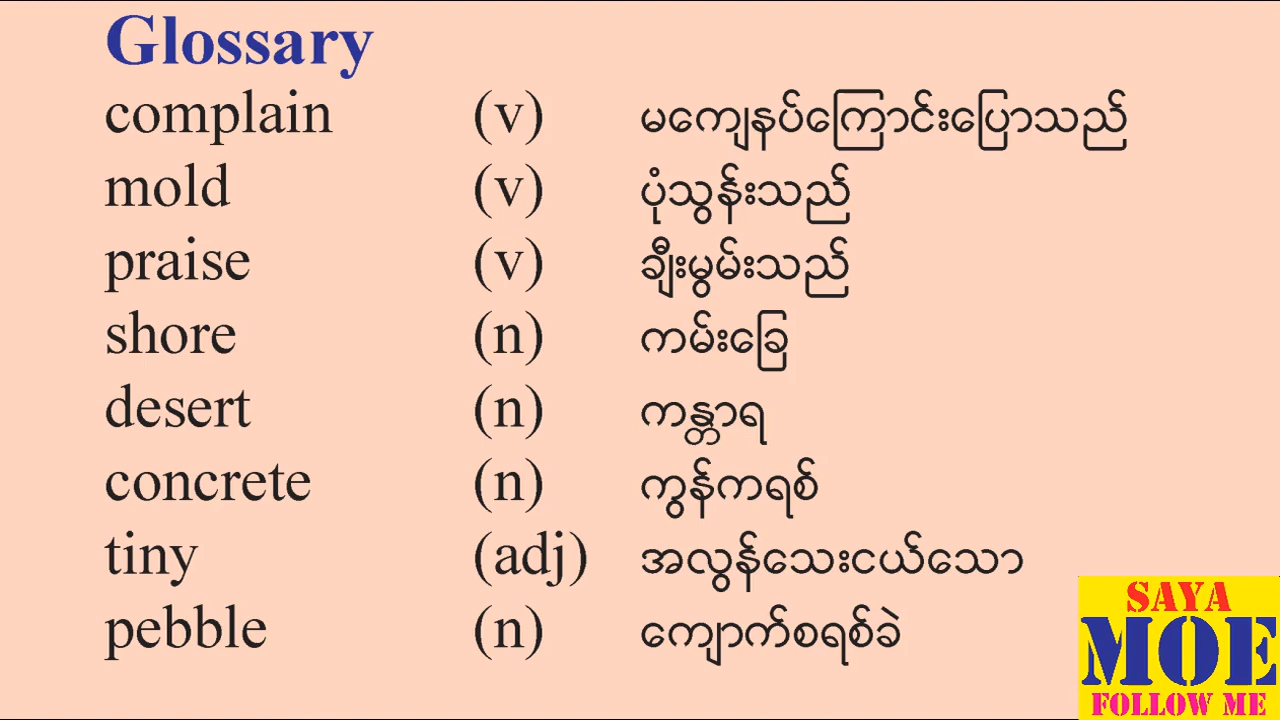 Glossary
complain (v) မကျေနပ်ကြောင်းပြောသည်
mold (v) ပုံသွန်းသည်
praise (v) ချီးမွမ်းသည်
shore (n) ကမ်းခြေ
desert (n) ကန္တာရ
concrete (n) ကွန်ကရစ်
tiny (adj) အလွန်သေးငယ်သော
pebble (n) ကျောက်စရစ်ခဲ
SAYA
MOE
FOLLOW ME